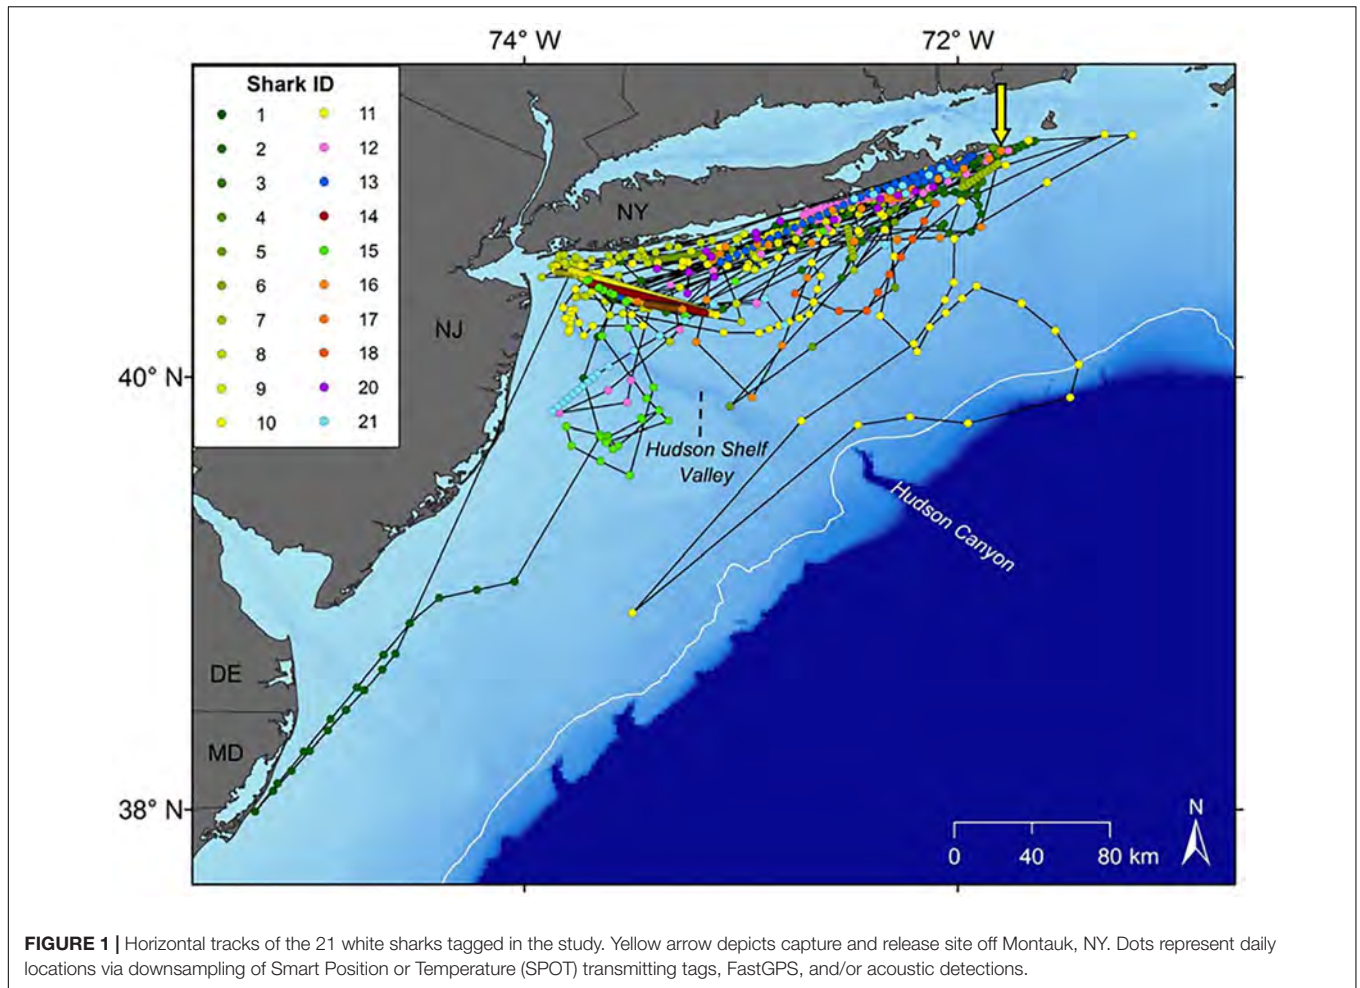 74° W 72° W
Shark ID
1 11
2 12
3 13
4 14
5 15
6 16
7 17
8 18
9 20
10 21
NY
NJ
40° N
Hudson Shelf
Valley
Hudson Canyon
DE
MD
38° N
N
0 40 80 km
FIGURE 1 | Horizontal tracks of the 21 white sharks tagged in the study. Yellow arrow depicts capture and release site off Montauk, NY. Dots represent daily
locations via downsampling of Smart Position or Temperature (SPOT) transmitting tags, FastGPS, and/or acoustic detections.